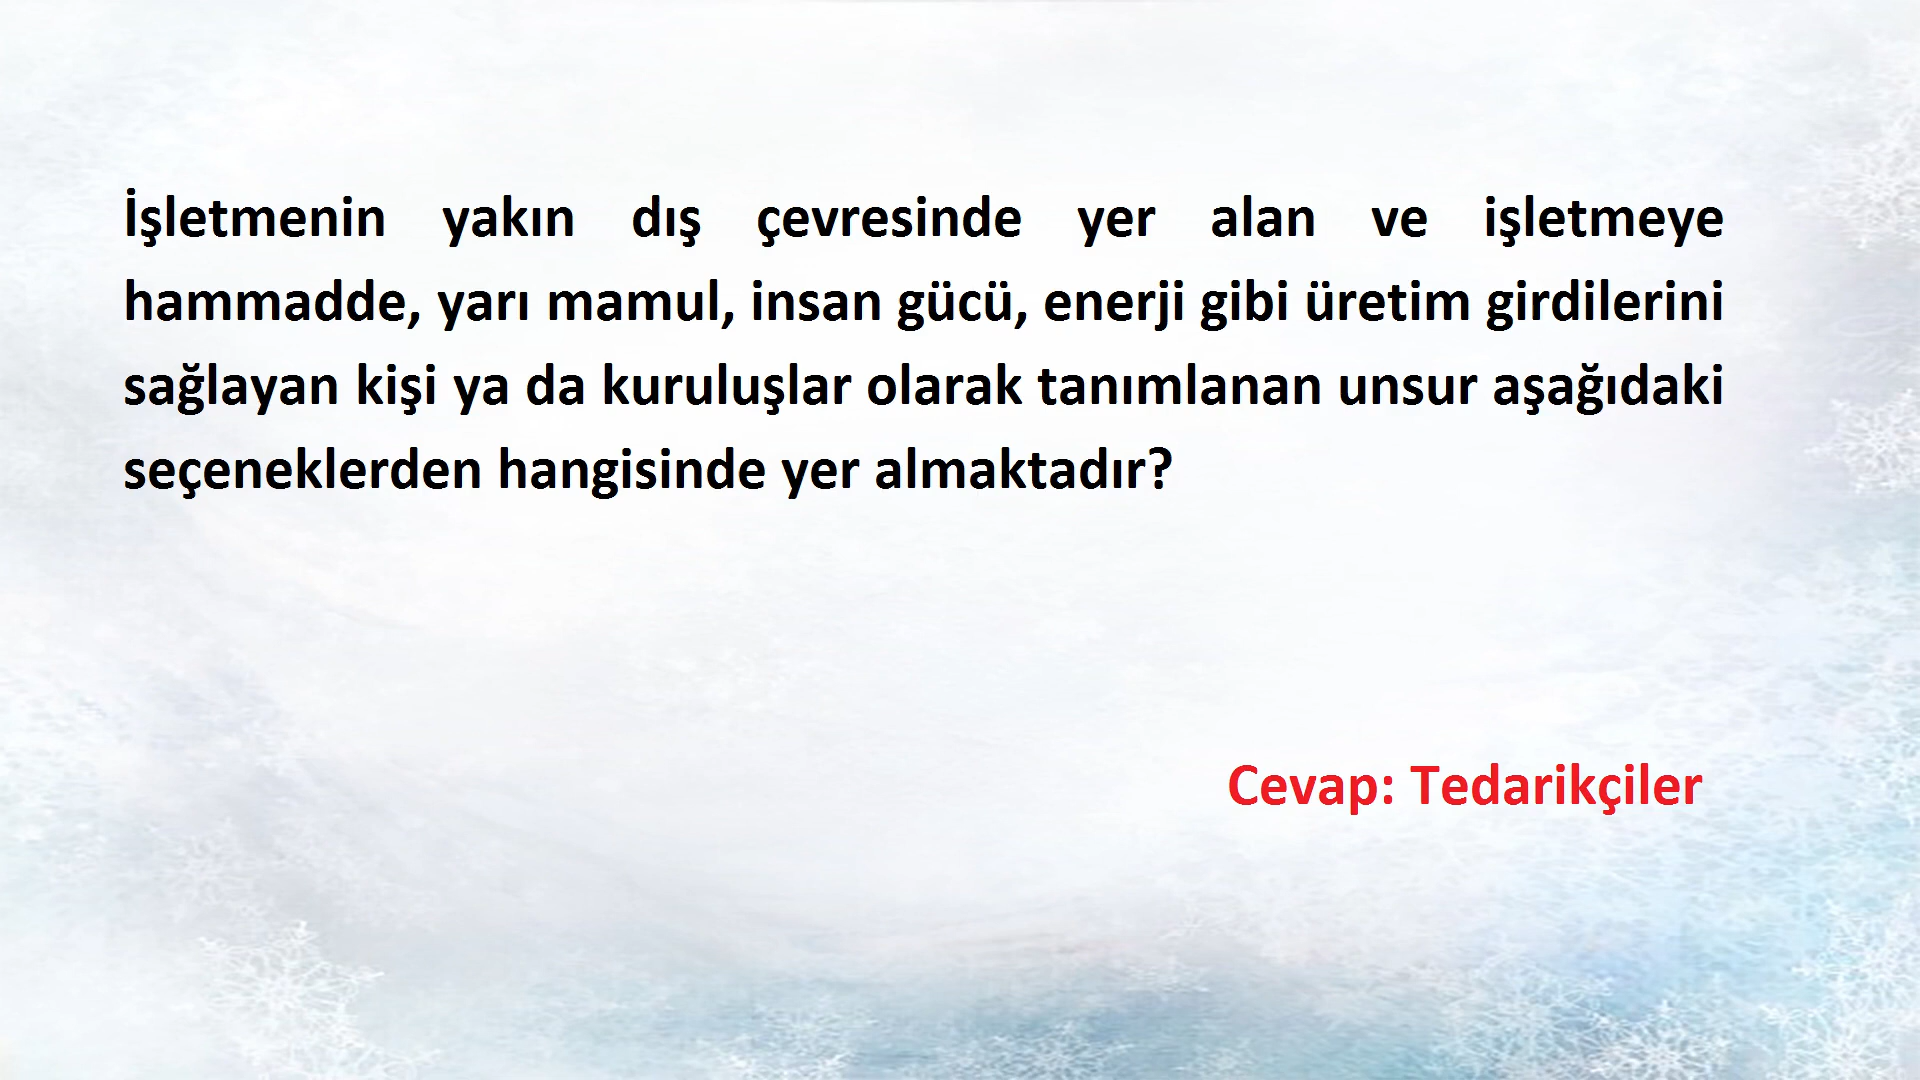 İşletmenin yakın dış çevresinde yer alan ve işletmeye
hammadde, yarı mamul, insan gücü, enerji gibi üretim girdilerini
sağlayan kişi ya da kuruluşlar olarak tanımlanan unsur aşağıdaki
seçeneklerden hangisinde yer almaktadır?
Cevap: Tedarikçiler